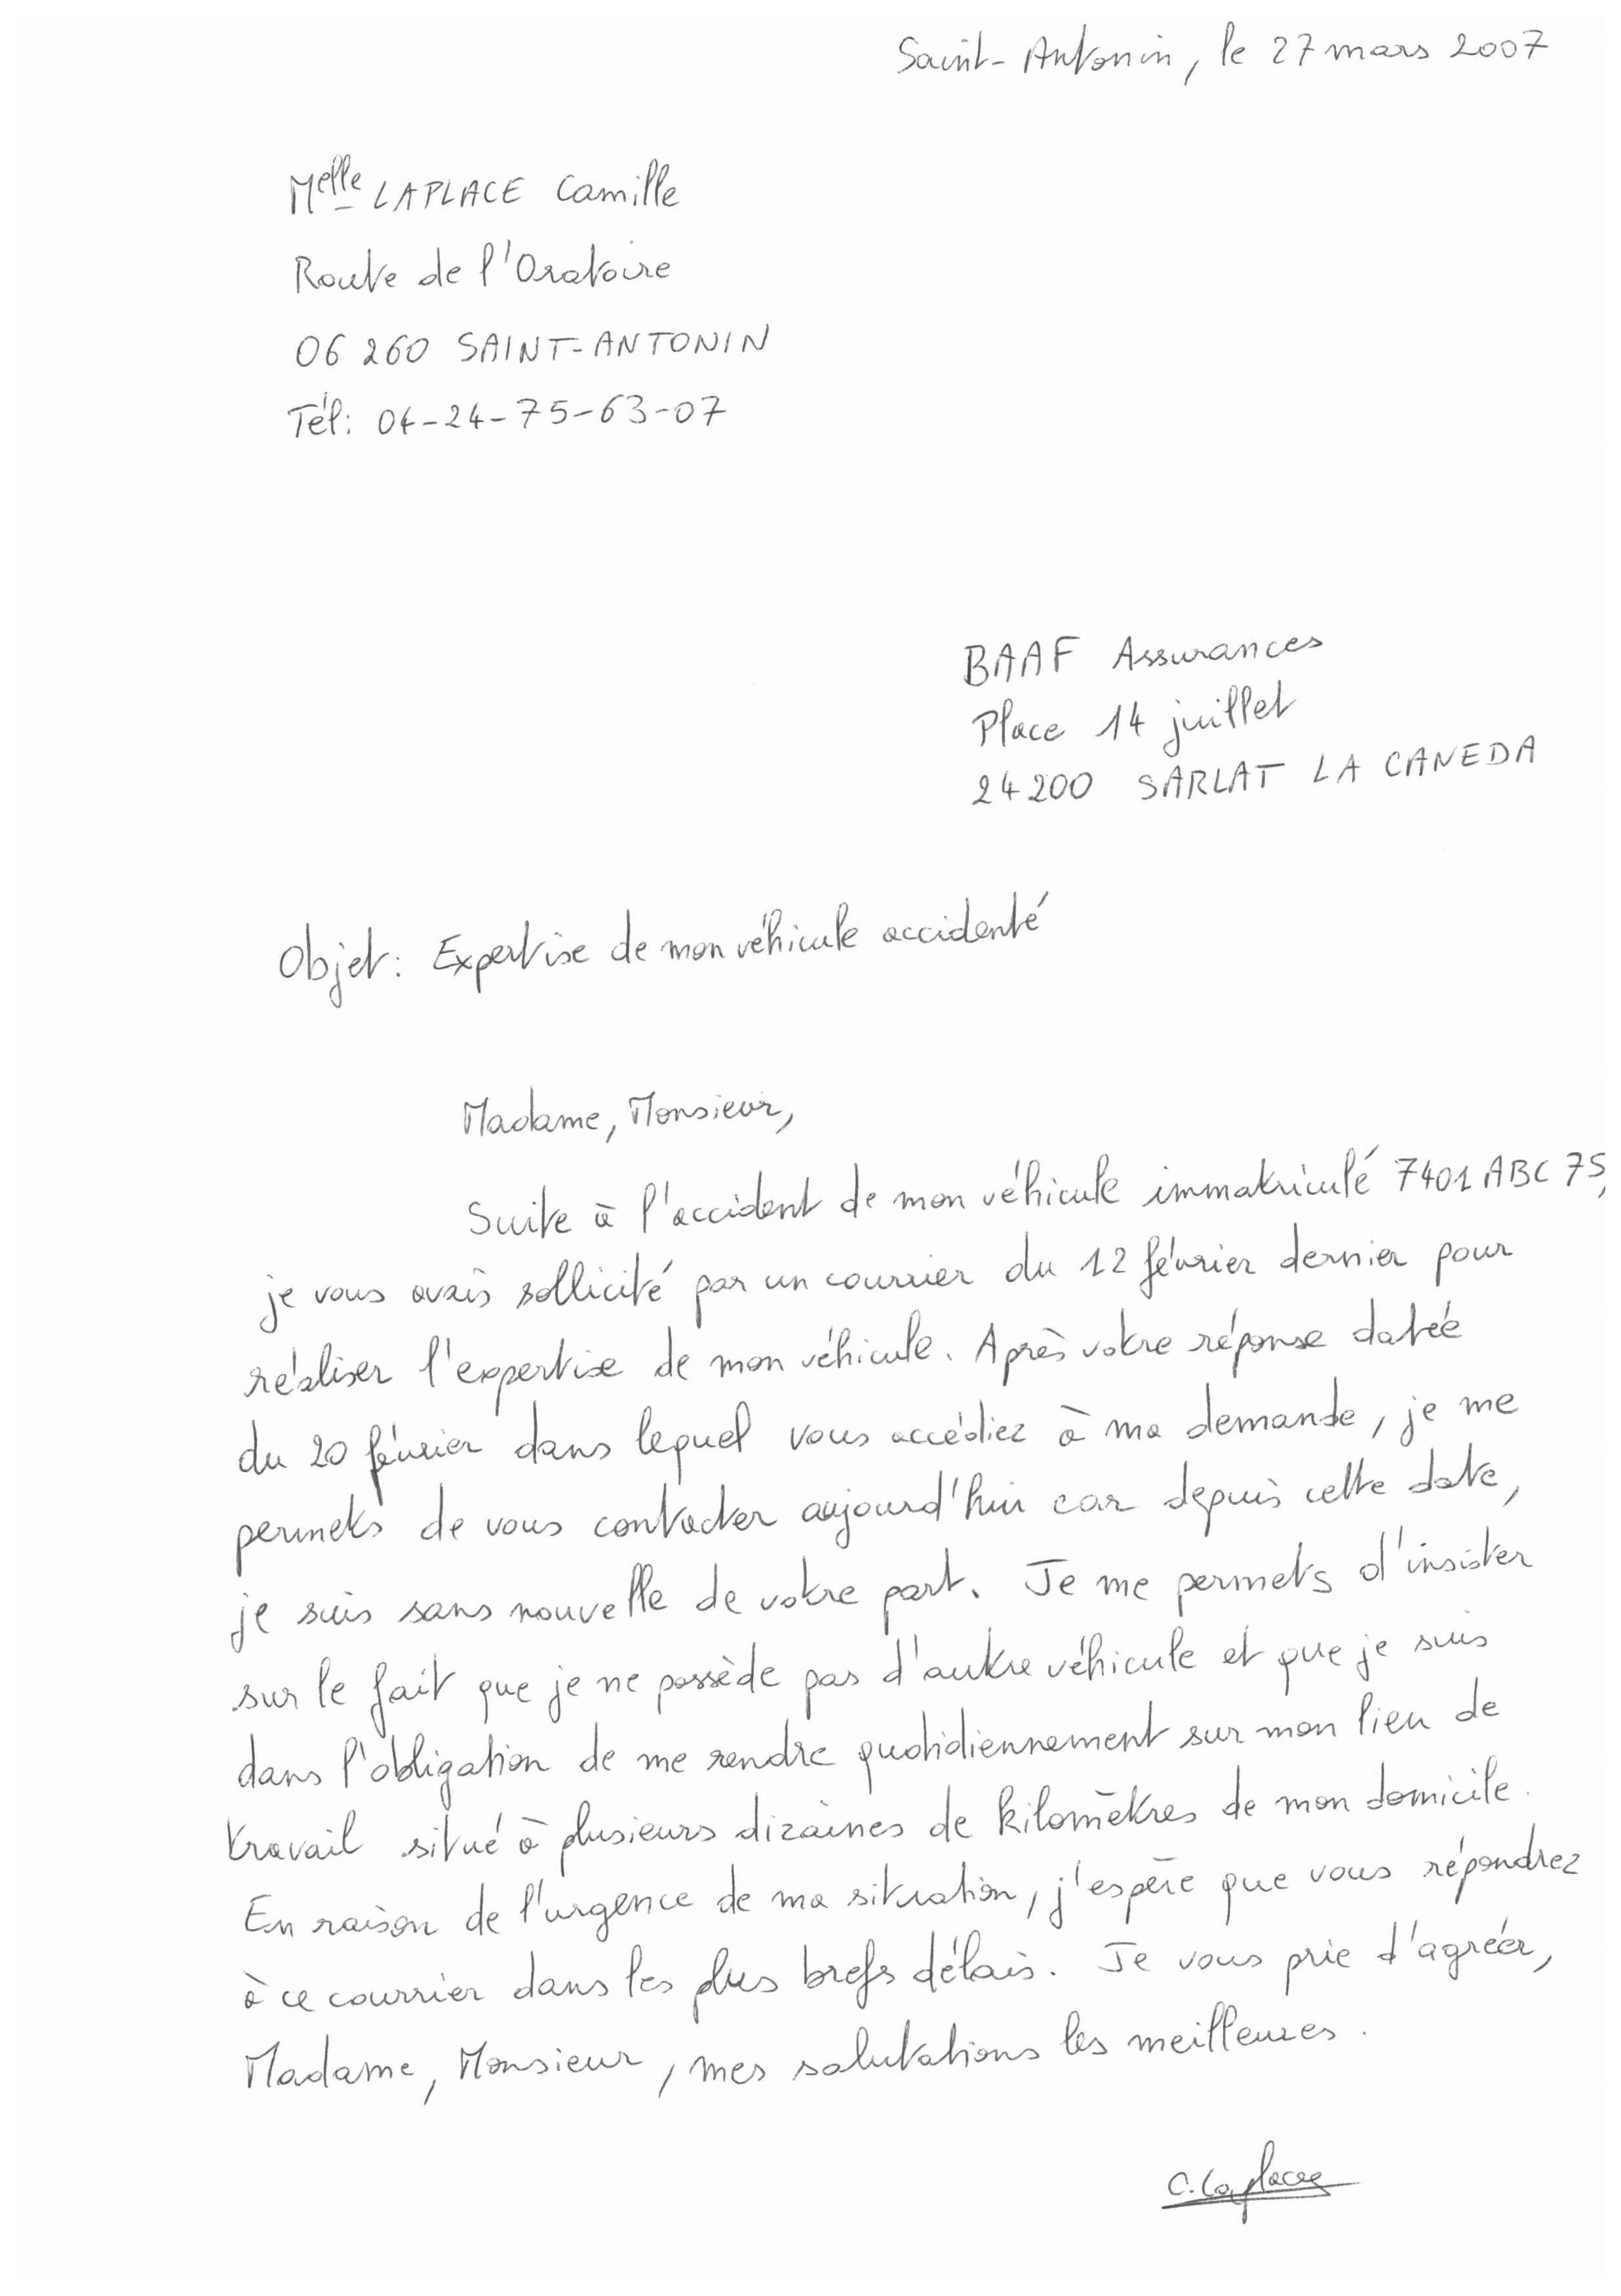 Saint-Antonin, le 27 mars 2007
Melle LAPLACE Camille
Route de l'Oratoire
06 260 SAINT-ANTONIN
Tél: 04-24-75-63-07
BAAF Assurances
Place 14 juillet
24200 SARLAT LA CANEDA
Objet: Expertise de mon véhicule accidenté
Madame, Monsieur,
Suite à l'accident de mon véhicule immatriculé 7401 ABC 75,
je vous avais sollicité par un courrier du 12 février dernier pour
réaliser l'expertise de mon véhicule. Après votre réponse datée
du 20 février dans lequel vous accédiez à ma demande, je me
permets de vous contacter aujourd'hui car depuis cette date,
je suis sans nouvelle de votre part. Je me permets d'insister
sur le fait que je ne possède pas d'autre véhicule et que je suis
dans l'obligation de me rendre quotidiennement sur mon lieu de
travail situé à plusieurs dizaines de kilomètres de mon domicile.
En raison de l'urgence de ma situation, j'espère que vous répondrez
à ce courrier dans les plus brefs délais. Je vous prie d'agréer,
Madame, Monsieur, mes salutations les meilleures.
C. Laplace